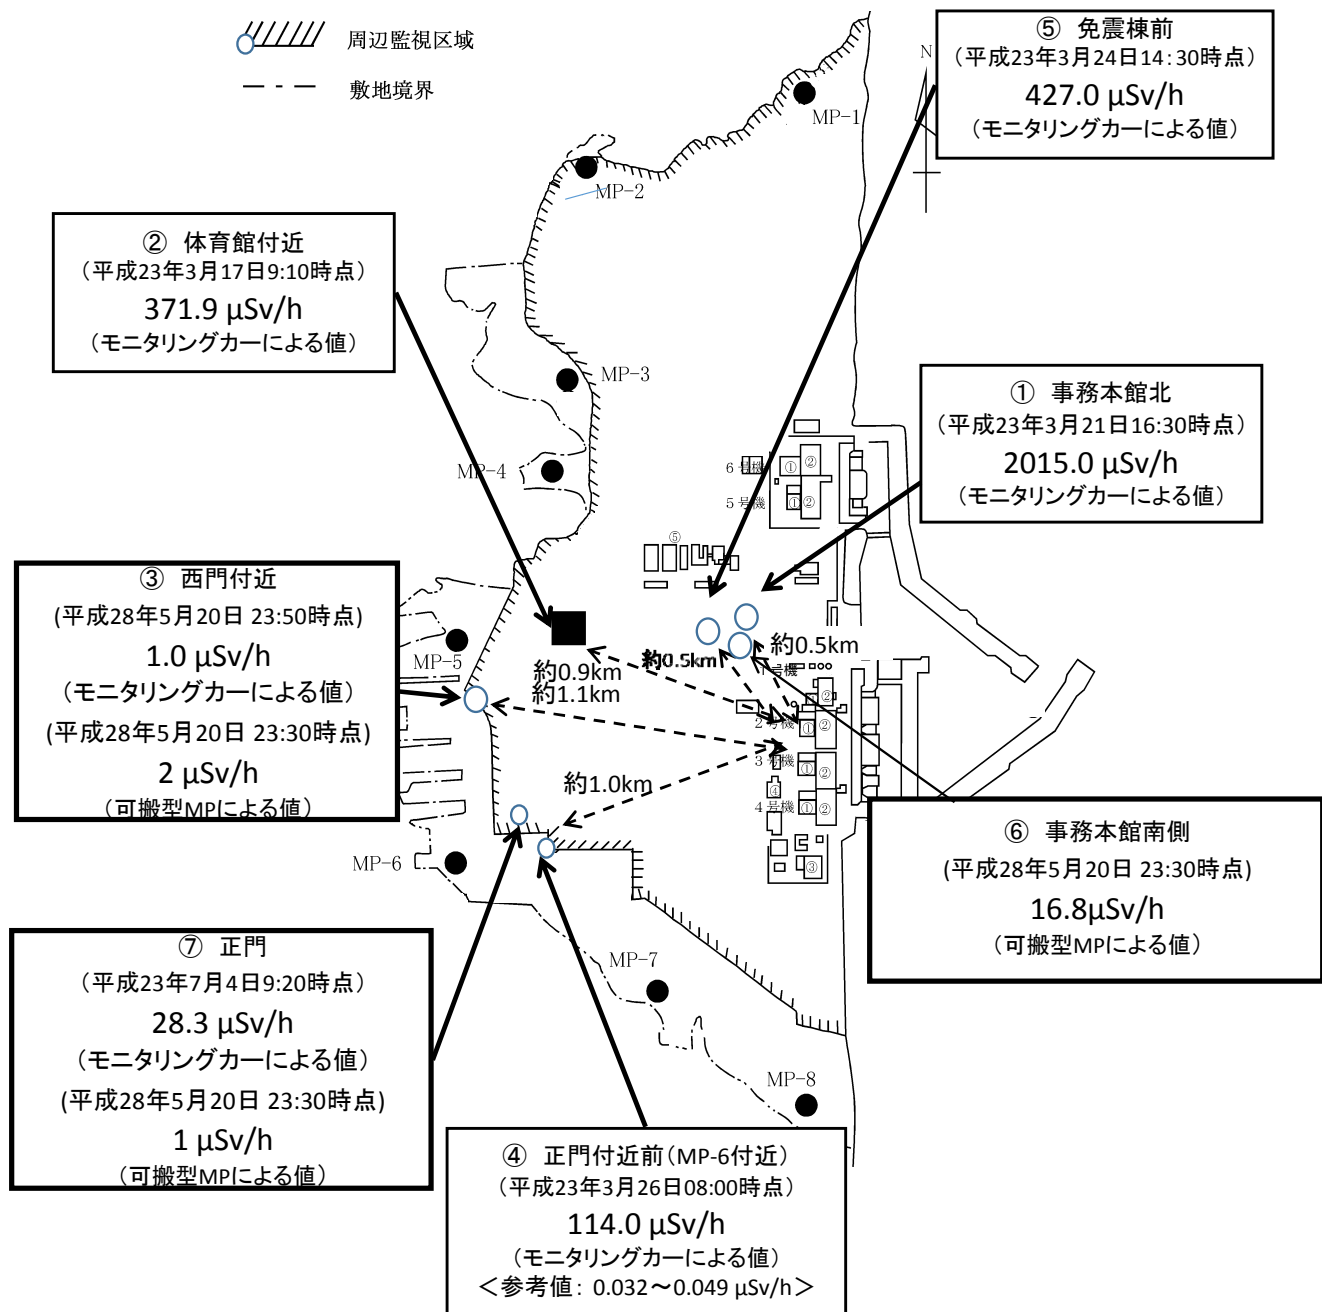 周辺監視区域
敷地境界
⑤ 免震棟前
(平成23年3月24日14:30時点)
427.0 μSv/h
(モニタリングカーによる値)
N
MP-1
MP-2
② 体育館付近
(平成23年3月17日9:10時点)
371.9 μSv/h
(モニタリングカーによる値)
MP-3
MP-4
① 事務本館北
(平成23年3月21日16:30時点)
2015.0 μSv/h
(モニタリングカーによる値)
6号機
① ②
5号機
① ②
⑤
③ 西門付近
(平成28年5月20日 23:50時点)
1.0 μSv/h
(モニタリングカーによる値)
(平成28年5月20日 23:30時点)
2 μSv/h
(可搬型MPによる値)
MP-5
約0.9km
約1.1km
約0.5km
約0.5km
1号機
②
2号機
① ②
3号機
① ②
④
4号機
① ②
③
約1.0km
MP-6
⑥ 事務本館南側
(平成28年5月20日 23:30時点)
16.8μSv/h
(可搬型MPによる値)
⑦ 正門
(平成23年7月4日9:20時点)
28.3 μSv/h
(モニタリングカーによる値)
(平成28年5月20日 23:30時点)
1 μSv/h
(可搬型MPによる値)
MP-7
MP-8
④ 正門付近前(MP-6付近)
(平成23年3月26日08:00時点)
114.0 μSv/h
(モニタリングカーによる値)
<参考値: 0.032～0.049 μSv/h>